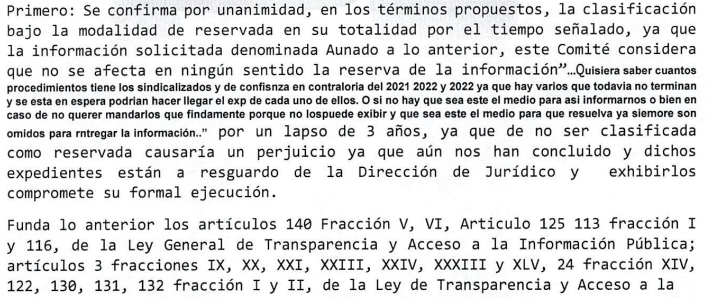 Primero: Se confirma por unanimidad, en los términos propuestos, la clasificación
bajo la modalidad de reservada en su totalidad por el tiempo señalado, ya que
la información solicitada denominada Aunado a lo anterior, este Comité considera
que no se afecta en ningún sentido la reserva de la información”…Quisiera saber cuantos
procedimientos tiene los sindicalizados y de confisnza en contraloria del 2021 2022 y 2022 ya que hay varios que todavia no terminan
y se esta en espera podrian hacer llegar el exp de cada uno de ellos. O si no hay que sea este el medio para asi informarnos o bien en
caso de no querer mandarlos que findamente porque no lospuede exibir y que sea este el medio para que resuelva ya siemore son
omidos para rntregar la información..” por un lapso de 3 años, ya que de no ser clasificada
como reservada causaría un perjuicio ya que aún nos han concluido y dichos
expedientes están a resguardo de la Dirección de Jurídico y exhibirlos
compromete su formal ejecución.
Funda lo anterior los artículos 140 Fracción V, VI, Articulo 125 113 fracción I
y 116, de la Ley General de Transparencia y Acceso a la Información Pública;
artículos 3 fracciones IX, XX, XXI, XXIII, XXIV, XXXIII y XLV, 24 fracción XIV,
122, 130, 131, 132 fracción I y II, de la Ley de Transparencia y Acceso a la